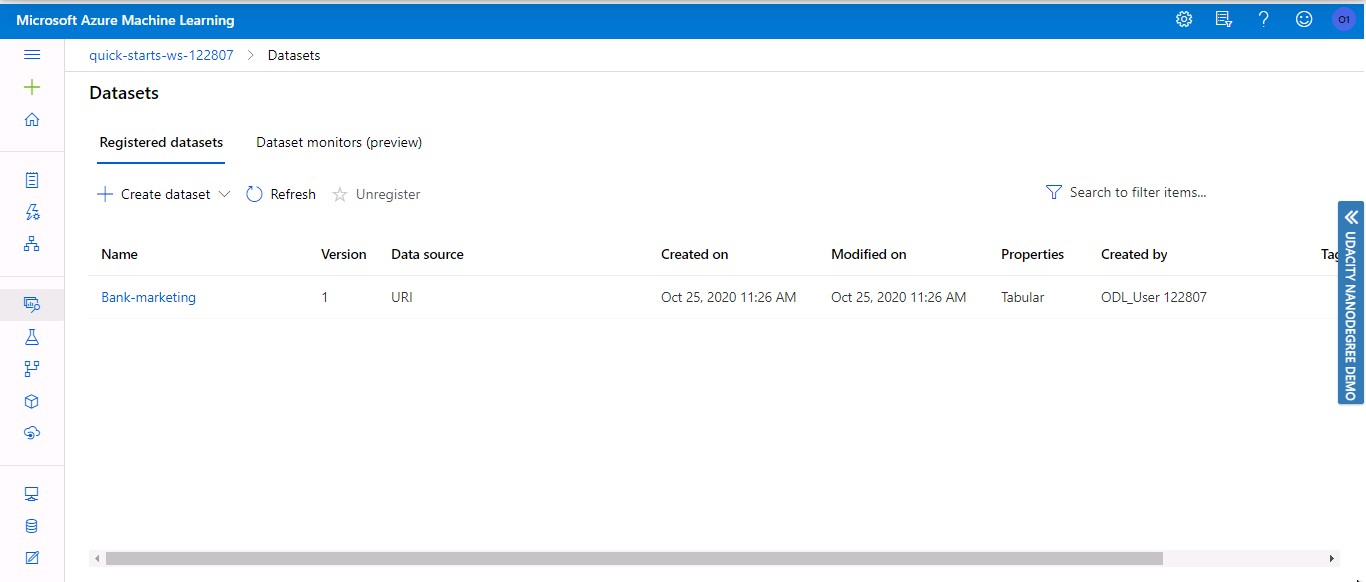 Microsoft Azure Machine Learning
O1
quick-starts-ws-122807 > Datasets
Datasets
Registered datasets Dataset monitors (preview)
Create dataset Refresh Unregister Search to filter items...
Name Version Data source Created on Modified on Properties Created by Tag
Bank-marketing 1 URI Oct 25, 2020 11:26 AM Oct 25, 2020 11:26 AM Tabular ODL_User 122807
UDACITY NANODEGREE DEMO